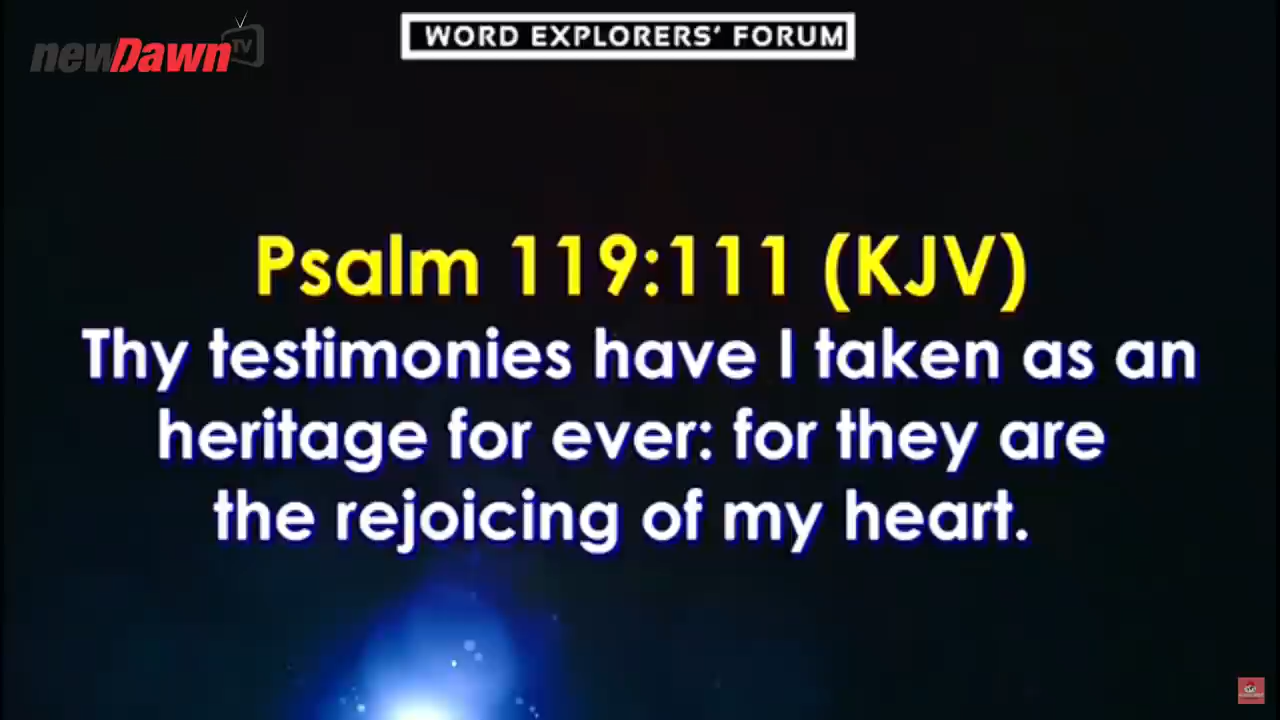 newDawn TV
WORD EXPLORERS' FORUM
Psalm 119:111 (KJV)
Thy testimonies have I taken as an
heritage for ever: for they are
the rejoicing of my heart.